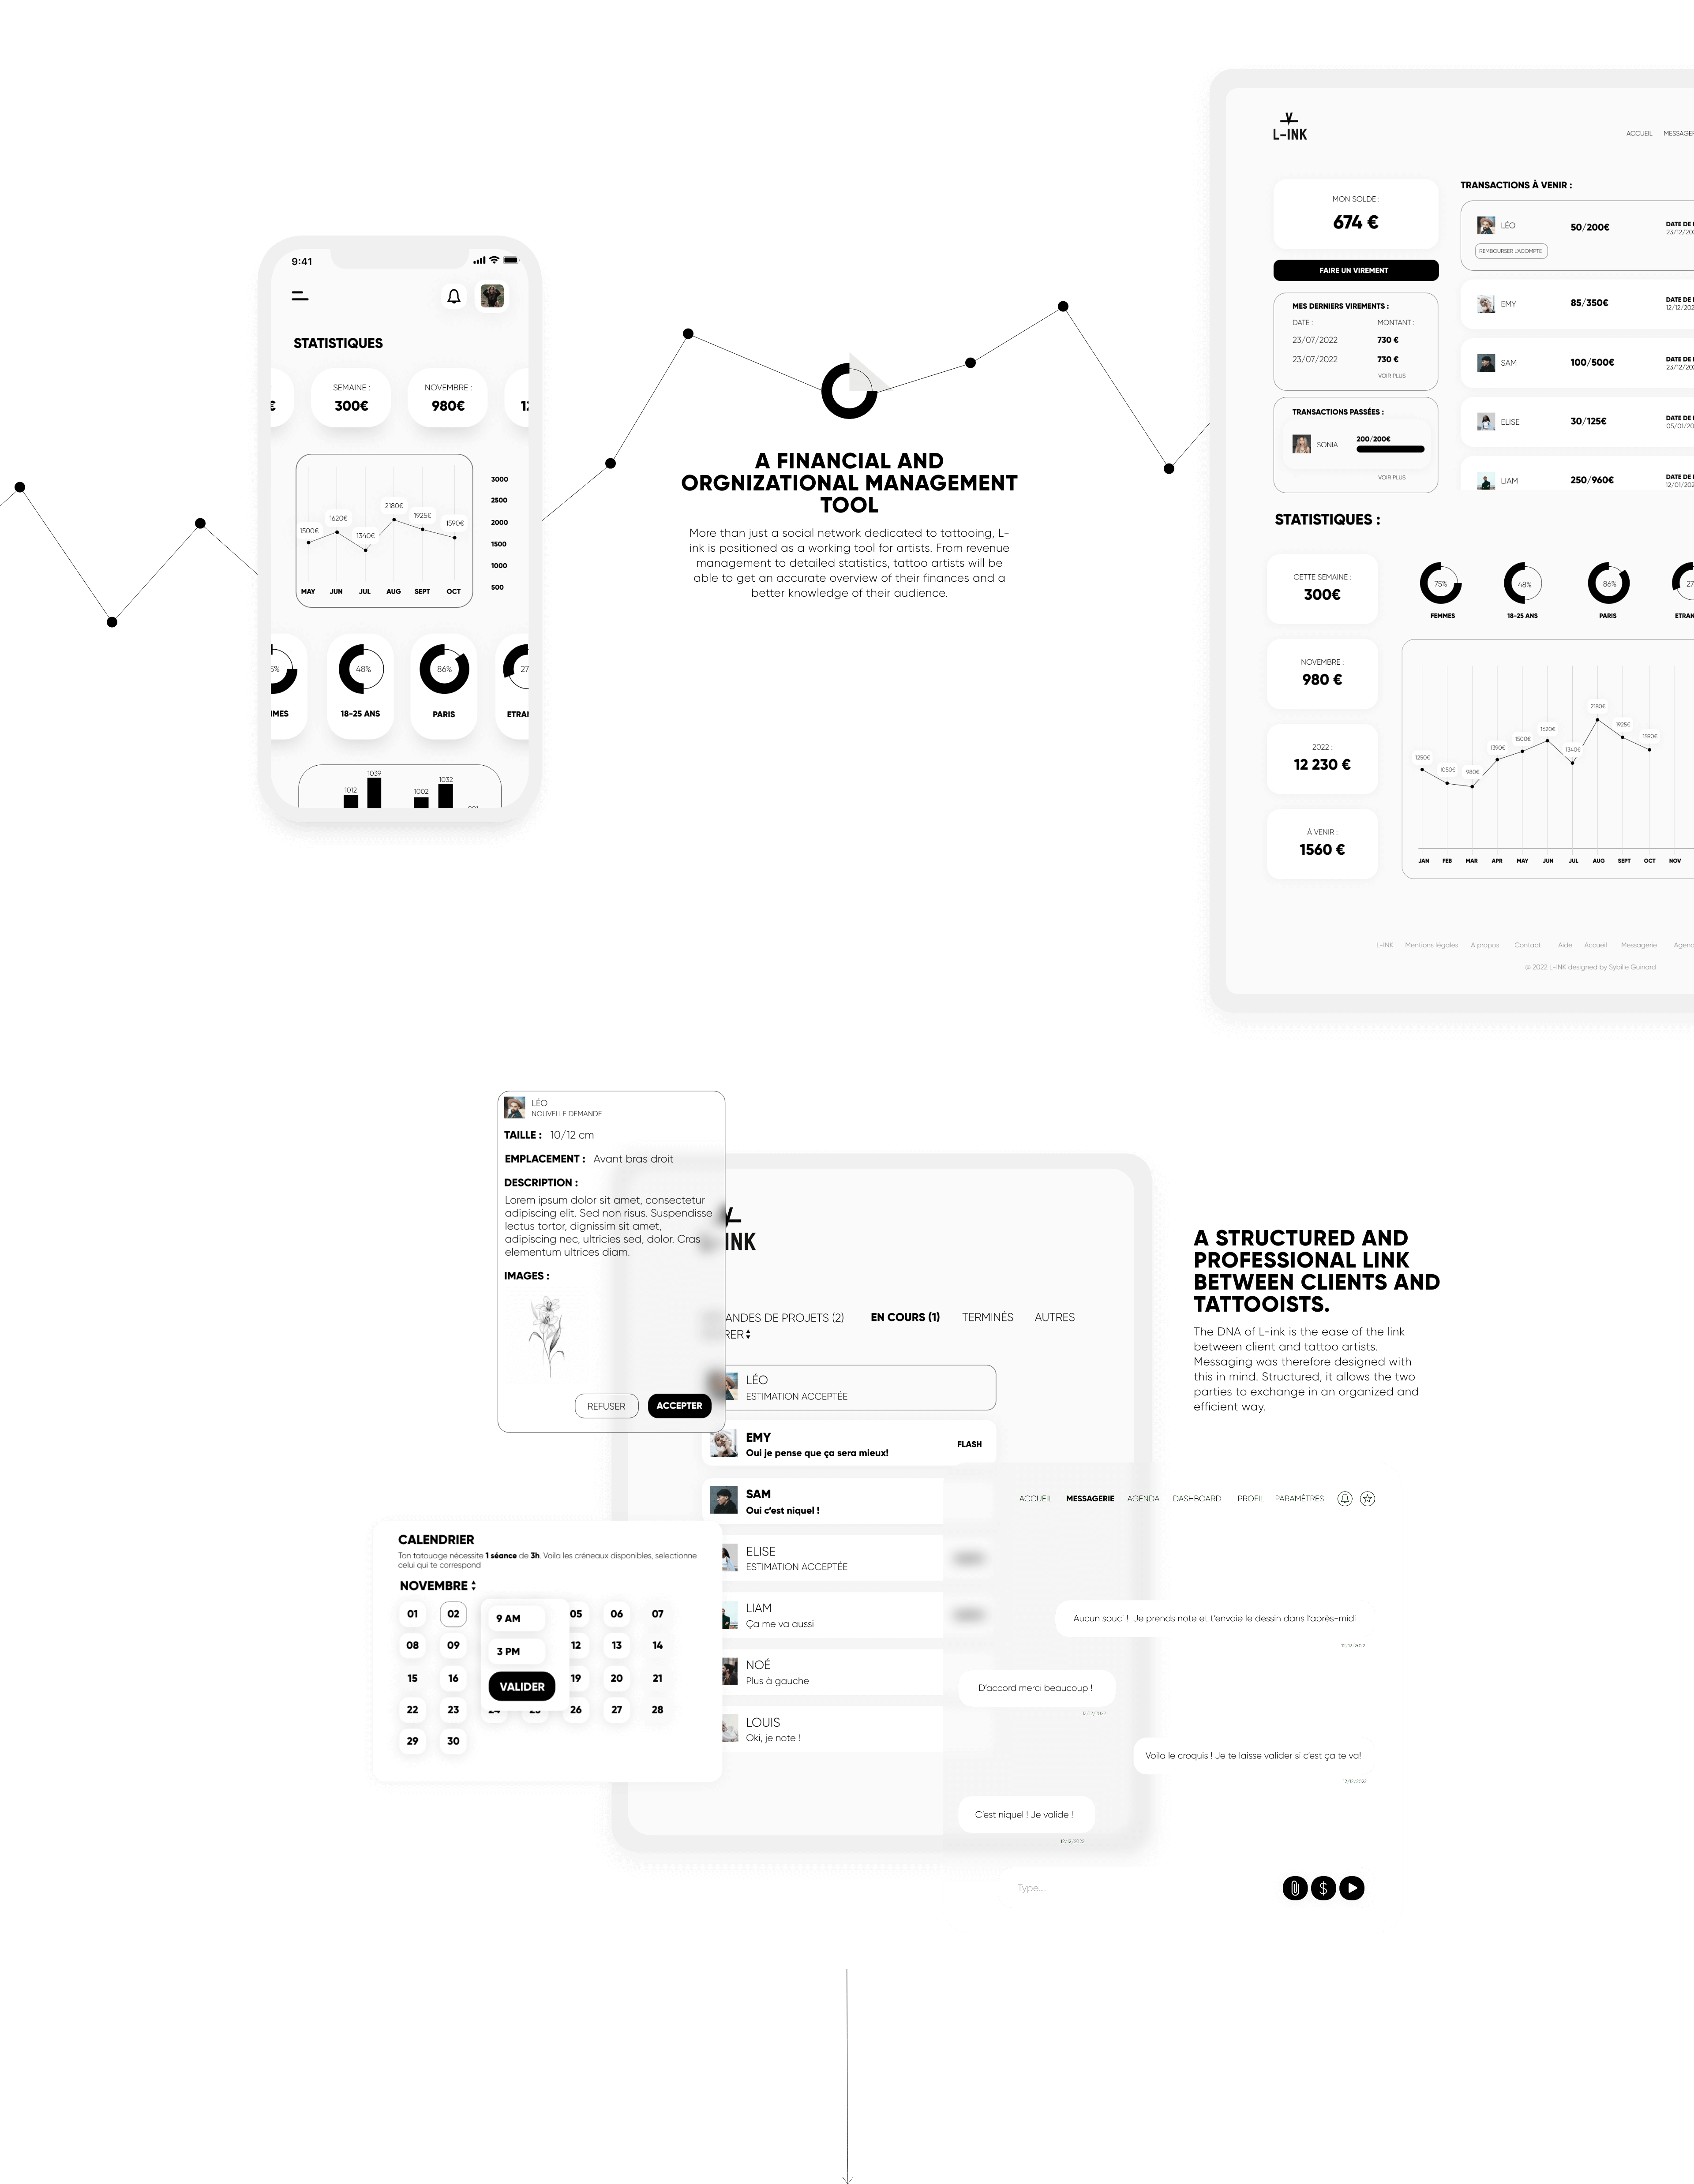 9:41
STATISTIQUES
€
SEMAINE :
300€
NOVEMBRE :
980€
1500€
1620€
1340€
2180€
1925€
1590€
3000
2500
2000
1500
1000
500
MAY JUN JUL AUG SEPT OCT
5%
48%
86%
27
MMES
18-25 ANS
PARIS
ETRA
1012
1039
1002
1032
A FINANCIAL AND
ORGNIZATIONAL MANAGEMENT
TOOL
More than just a social network dedicated to tattooing, L-
ink is positioned as a working tool for artists. From revenue
management to detailed statistics, tattoo artists will be
able to get an accurate overview of their finances and a
better knowledge of their audience.
L-INK
ACCUEIL MESSAGER
MON SOLDE :
674 €
FAIRE UN VIREMENT
MES DERNIERS VIREMENTS :
DATE : MONTANT :
23/07/2022 730 €
23/07/2022 730 €
VOIR PLUS
TRANSACTIONS PASSÉES :
SONIA 200/200€
VOIR PLUS
TRANSACTIONS À VENIR :
LÉO 50/200€ DATE DE
23/12/20
REMBOURSER L'ACOMPTE
EMY 85/350€ DATE DE
12/12/20
SAM 100/500€ DATE DE
23/12/20
ELISE 30/125€ DATE DE
05/01/20
LIAM 250/960€ DATE DE
12/01/20
STATISTIQUES :
CETTE SEMAINE :
300€
NOVEMBRE :
980 €
2022 :
12 230 €
À VENIR :
1560 €
75%
48%
86%
27
FEMMES
18-25 ANS
PARIS
ETRAN
1250€
1050€
980€
1390€
1500€
1620€
1340€
2180€
1925€
1590€
JAN FEB MAR APR MAY JUN JUL AUG SEPT OCT NOV
L-INK Mentions légales A propos Contact Aide Accueil Messagerie Agen
@ 2022 L-INK designed by Sybille Guinard
LÉO
NOUVELLE DEMANDE
TAILLE : 10/12 cm
EMPLACEMENT : Avant bras droit
DESCRIPTION :
Lorem ipsum dolor sit amet, consectetur
adipiscing elit. Sed non risus. Suspendisse
lectus tortor, dignissim sit amet,
adipiscing nec, ultricies sed, dolor. Cras
elementum ultrices diam.
IMAGES :
REFUSER
ACCEPTER
INK
ANDES DE PROJETS (2) EN COURS (1) TERMINÉS AUTRES
RER
LÉO
ESTIMATION ACCEPTÉE
EMY
Oui je pense que ça sera mieux!
FLASH
SAM
Oui c'est niquel !
ELISE
ESTIMATION ACCEPTÉE
LIAM
Ça me va aussi
NOÉ
Plus à gauche
LOUIS
Oki, je note !
A STRUCTURED AND
PROFESSIONAL LINK
BETWEEN CLIENTS AND
TATTOOISTS.
The DNA of L-ink is the ease of the link
between client and tattoo artists.
Messaging was therefore designed with
this in mind. Structured, it allows the two
parties to exchange in an organized and
efficient way.
ACCUEIL MESSAGERIE AGENDA DASHBOARD PROFIL PARAMÈTRES
Aucun souci ! Je prends note et t'envoie le dessin dans l'après-midi
12/12/2022
D'accord merci beaucoup !
12/12/2022
Voila le croquis ! Je te laisse valider si c'est ça te va!
12/12/2022
C'est niquel ! Je valide !
12/12/2022
Type...
$
CALENDRIER
Ton tatouage nécessite 1 séance de 3h. Voila les créneaux disponibles, selectionne
celui qui te correspond
NOVEMBRE
01 02 05 06 07
08 09 12 13 14
15 16 19 20 21
22 23 24 25 26 27 28
29 30
9 AM
3 PM
VALIDER